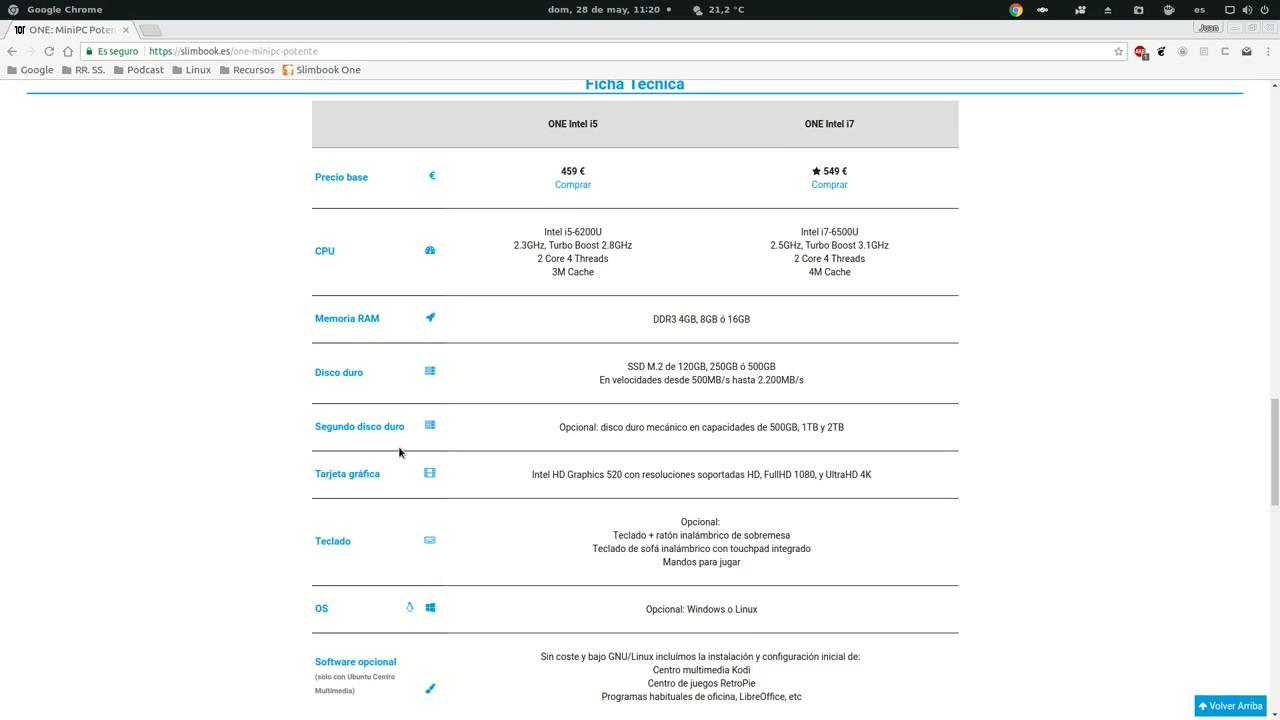 Google Chrome
dom, 28 de may, 11:20
21,2 °C
ONE: MiniPC Poten
Juan
Es seguro
https://slimbook.es/one-minipc-potente
Google
RR. SS.
Podcast
Linux
Recursos
Slimbook One
Ficha Técnica
ONE Intel i5
ONE Intel i7
Precio base
459 €
Comprar
549 €
Comprar
CPU
Intel i5-6200U
2.3GHz, Turbo Boost 2.8GHz
2 Core 4 Threads
3M Cache
Intel i7-6500U
2.5GHz, Turbo Boost 3.1GHz
2 Core 4 Threads
4M Cache
Memoria RAM
DDR3 4GB, 8GB ó 16GB
Disco duro
SSD M.2 de 120GB, 250GB ó 500GB
En velocidades desde 500MB/s hasta 2.200MB/s
Segundo disco duro
Opcional: disco duro mecánico en capacidades de 500GB, 1TB y 2TB
Tarjeta gráfica
Intel HD Graphics 520 con resoluciones soportadas HD, FullHD 1080, y UltraHD 4K
Teclado
Opcional:
Teclado + ratón inalámbrico de sobremesa
Teclado de sofá inalámbrico con touchpad integrado
Mandos para jugar
OS
Opcional: Windows o Linux
Software opcional
(solo con Ubuntu Centro
Multimedia)
Sin coste y bajo GNU/Linux incluímos la instalación y configuración inicial de:
Centro multimedia Kodi
Centro de juegos RetroPie
Programas habituales de oficina, LibreOffice, etc
Volver Arriba